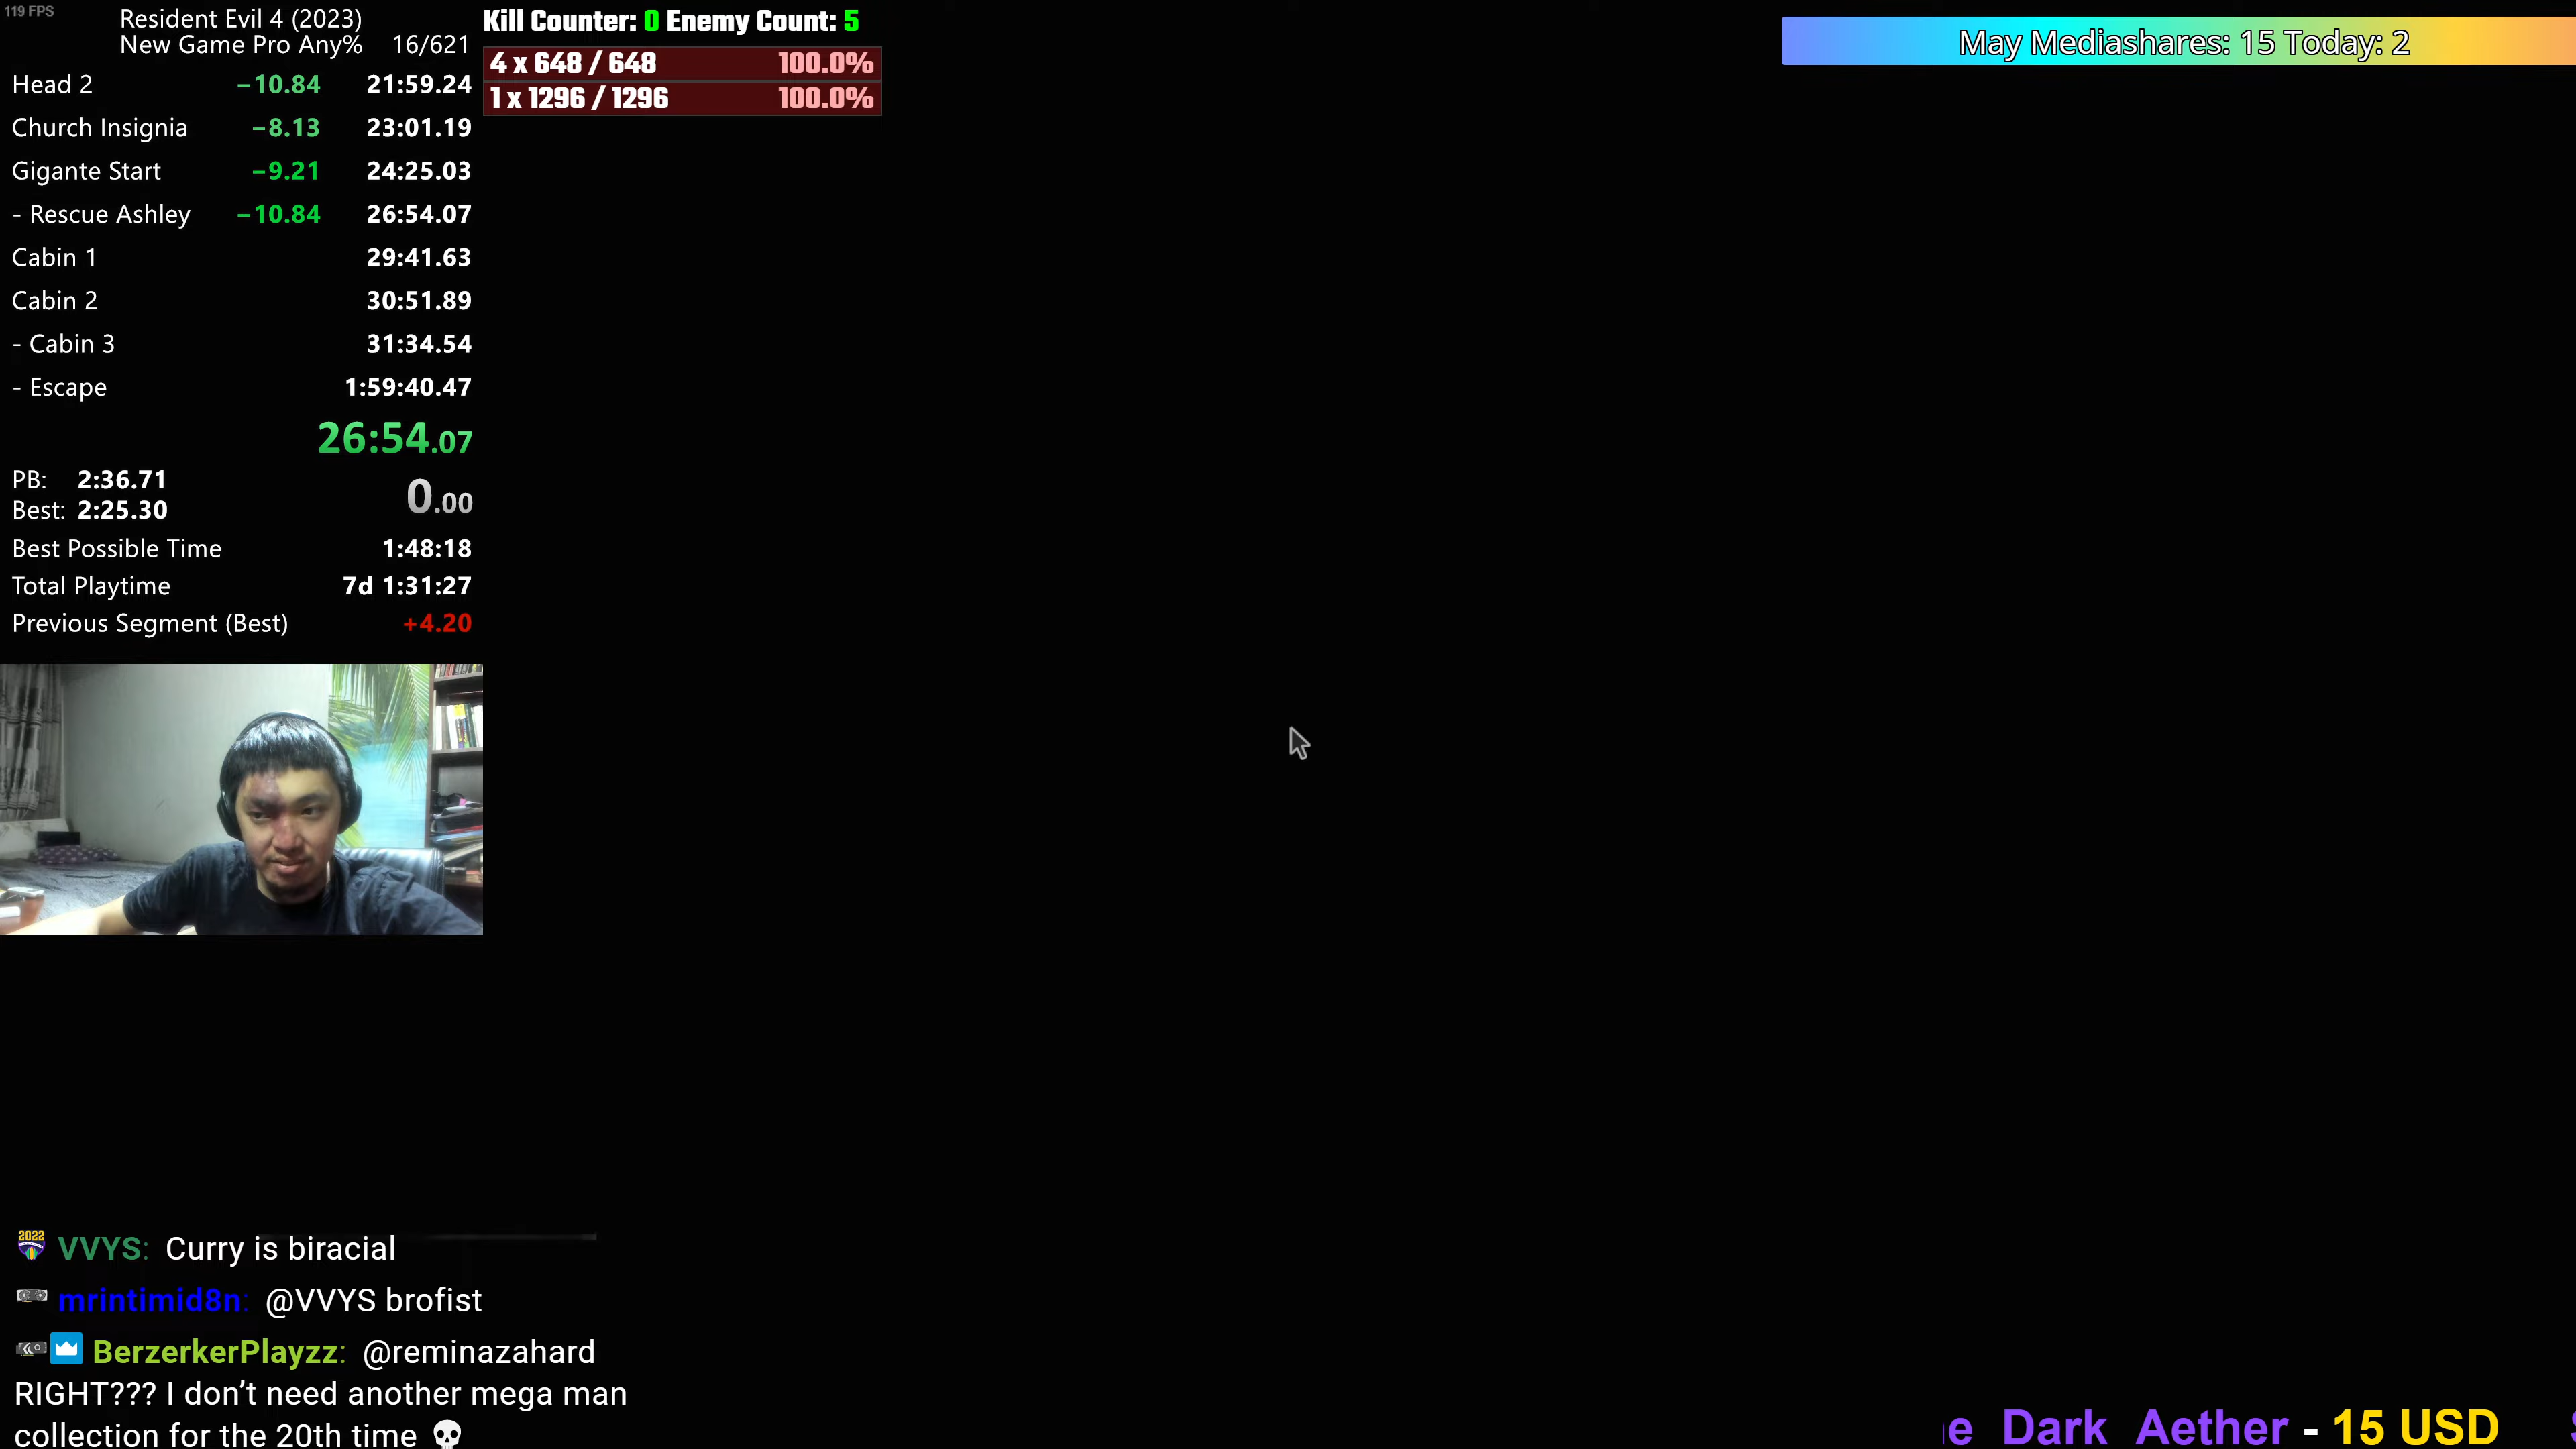 119 FPS
Resident Evil 4 (2023)
New Game Pro Any% 16/621
Head 2 −10.84 21:59.24
Church Insignia −8.13 23:01.19
Gigante Start −9.21 24:25.03
- Rescue Ashley −10.84 26:54.07
Cabin 1 29:41.63
Cabin 2 30:51.89
- Cabin 3 31:34.54
- Escape 1:59:40.47
26:54.07
PB: 2:36.71
0.00
Best: 2:25.30
Best Possible Time 1:48:18
Total Playtime 7d 1:31:27
Previous Segment (Best) +4.20
Kill Counter: 0 Enemy Count: 5
4 x 648 / 648 100.0%
1 x 1296 / 1296 100.0%
May Mediashares: 15 Today: 2
2022 VVYS: Curry is biracial
mrintimid8n: @VVYS brofist
BerzerkerPlayzz: @reminazahard
RIGHT??? I don’t need another mega man
collection for the 20th time 💀
e Dark Aether - 15 USD